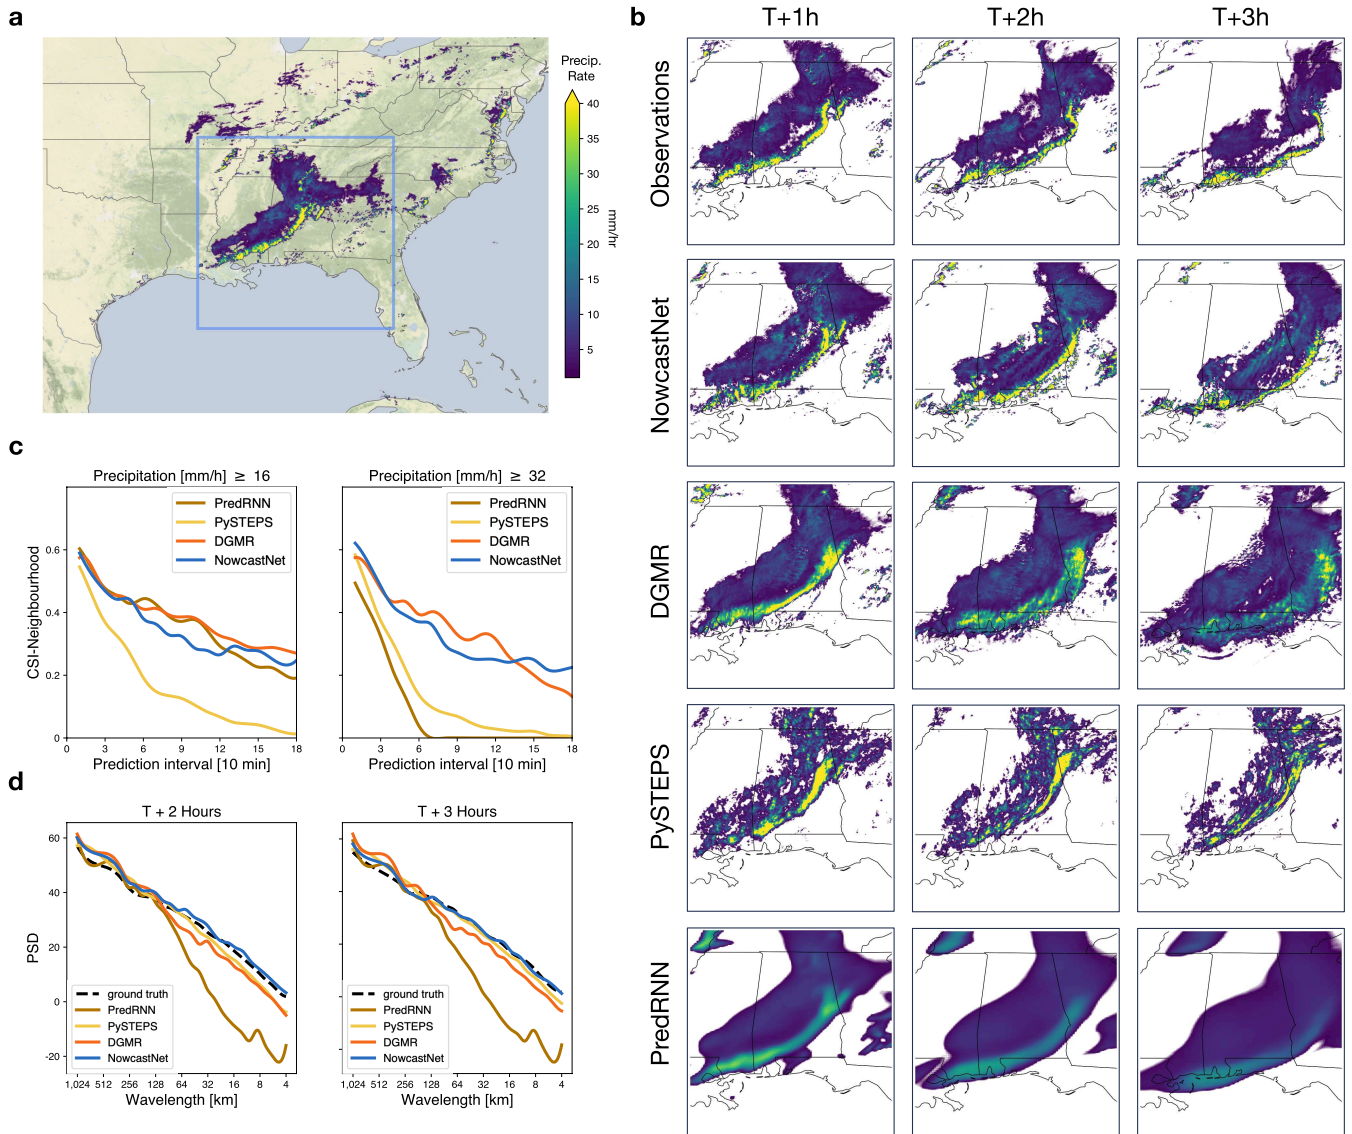 a
Precip.
Rate
40
35
30
25
20
15
10
5
mm/hr
b
T+1h
T+2h
T+3h
Observations
NowcastNet
DGMR
PySTEPS
PredRNN
c
Precipitation [mm/h] ≥ 16
PredRNN
PySTEPS
DGMR
NowcastNet
CSI-Neighbourhood
0.6
0.4
0.2
0
0 3 6 9 12 15 18
Prediction interval [10 min]
Precipitation [mm/h] ≥ 32
PredRNN
PySTEPS
DGMR
NowcastNet
0 3 6 9 12 15 18
Prediction interval [10 min]
d
T + 2 Hours
PSD
60
40
20
0
-20
ground truth
PredRNN
PySTEPS
DGMR
NowcastNet
1,024 512 256 128 64 32 16 8 4
Wavelength [km]
T + 3 Hours
ground truth
PredRNN
PySTEPS
DGMR
NowcastNet
1,024 512 256 128 64 32 16 8 4
Wavelength [km]